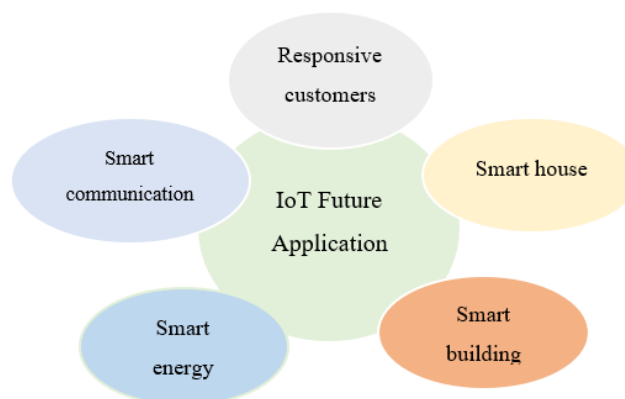 Responsive
customers
Smart
communication
Smart house
IoT Future
Application
Smart
energy
Smart
building